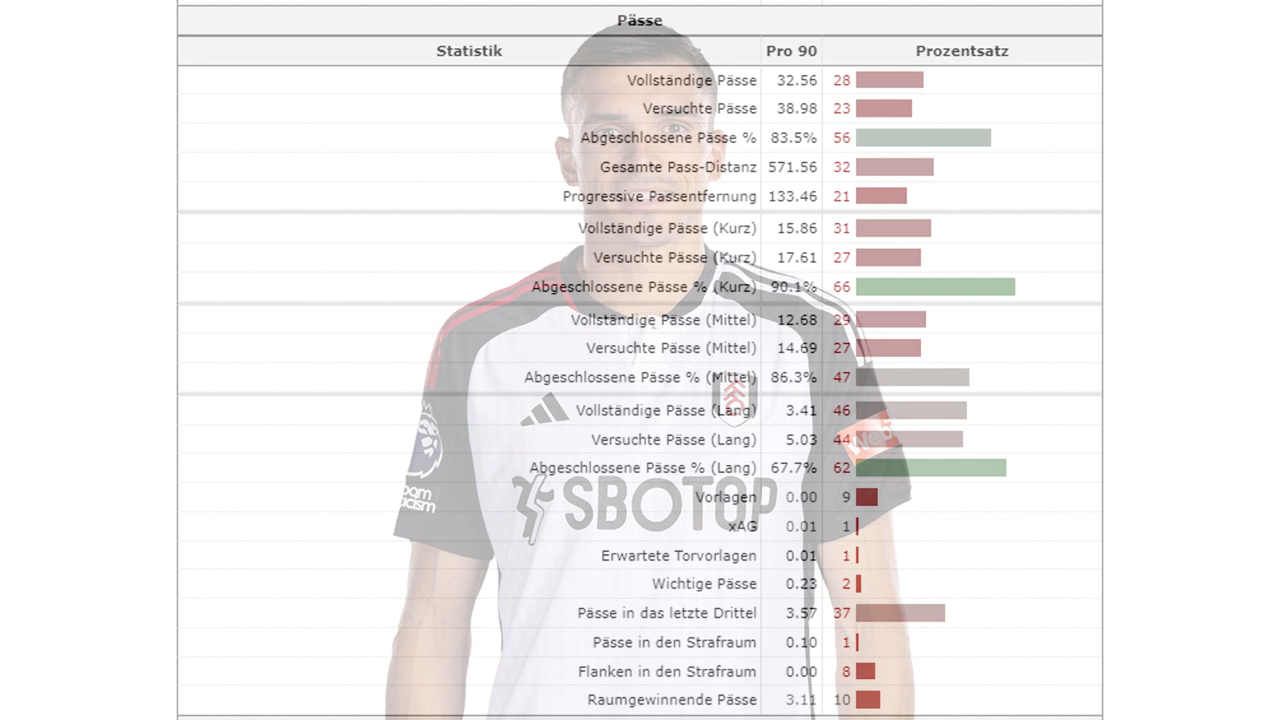 Pässe
Statistik Pro 90 Prozentsatz
Vollständige Pässe 32.56 28
Versuchte Pässe 38.98 23
Abgeschlossene Pässe % 83.5% 56
Gesamte Pass-Distanz 571.56 32
Progressive Passentfernung 133.46 21
Vollständige Pässe (Kurz) 15.86 31
Versuchte Pässe (Kurz) 17.61 27
Abgeschlossene Pässe % (Kurz) 90.1% 66
Vollständige Pässe (Mittel) 12.68 29
Versuchte Pässe (Mittel) 14.69 27
Abgeschlossene Pässe % (Mittel) 86.3% 47
Vollständige Pässe (Lang) 3.41 46
Versuchte Pässe (Lang) 5.03 44
Abgeschlossene Pässe % (Lang) 67.7% 62
Vorlagen 0.00 9
xAG 0.01 1
Erwartete Torvorlagen 0.01 1
Wichtige Pässe 0.23 2
Pässe in das letzte Drittel 3.57 37
Pässe in den Strafraum 0.10 1
Flanken in den Strafraum 0.00 8
Raumgewinnende Pässe 3.11 10
SBOTOP